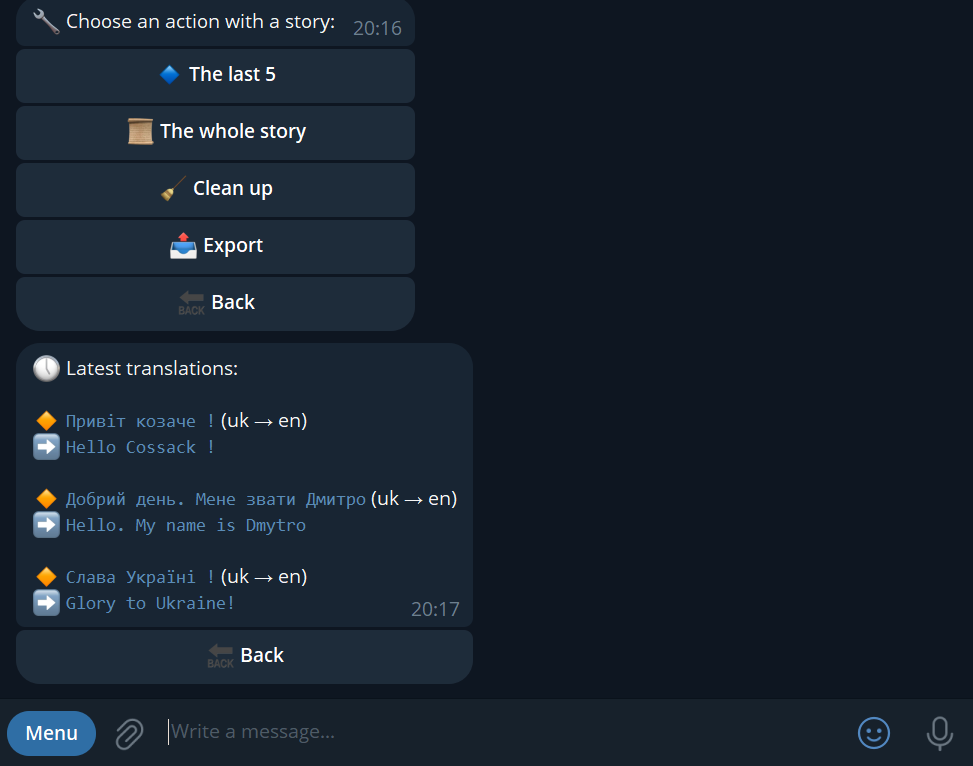 Choose an action with a story:
20:16
The last 5
The whole story
Clean up
Export
BACK Back
Latest translations:
Привіт козаче ! (uk → en)
Hello Cossack !
Добрий день. Мене звати Дмитро (uk → en)
Hello. My name is Dmytro
Слава Україні ! (uk → en)
Glory to Ukraine!
20:17
BACK Back
Menu
Write a message...